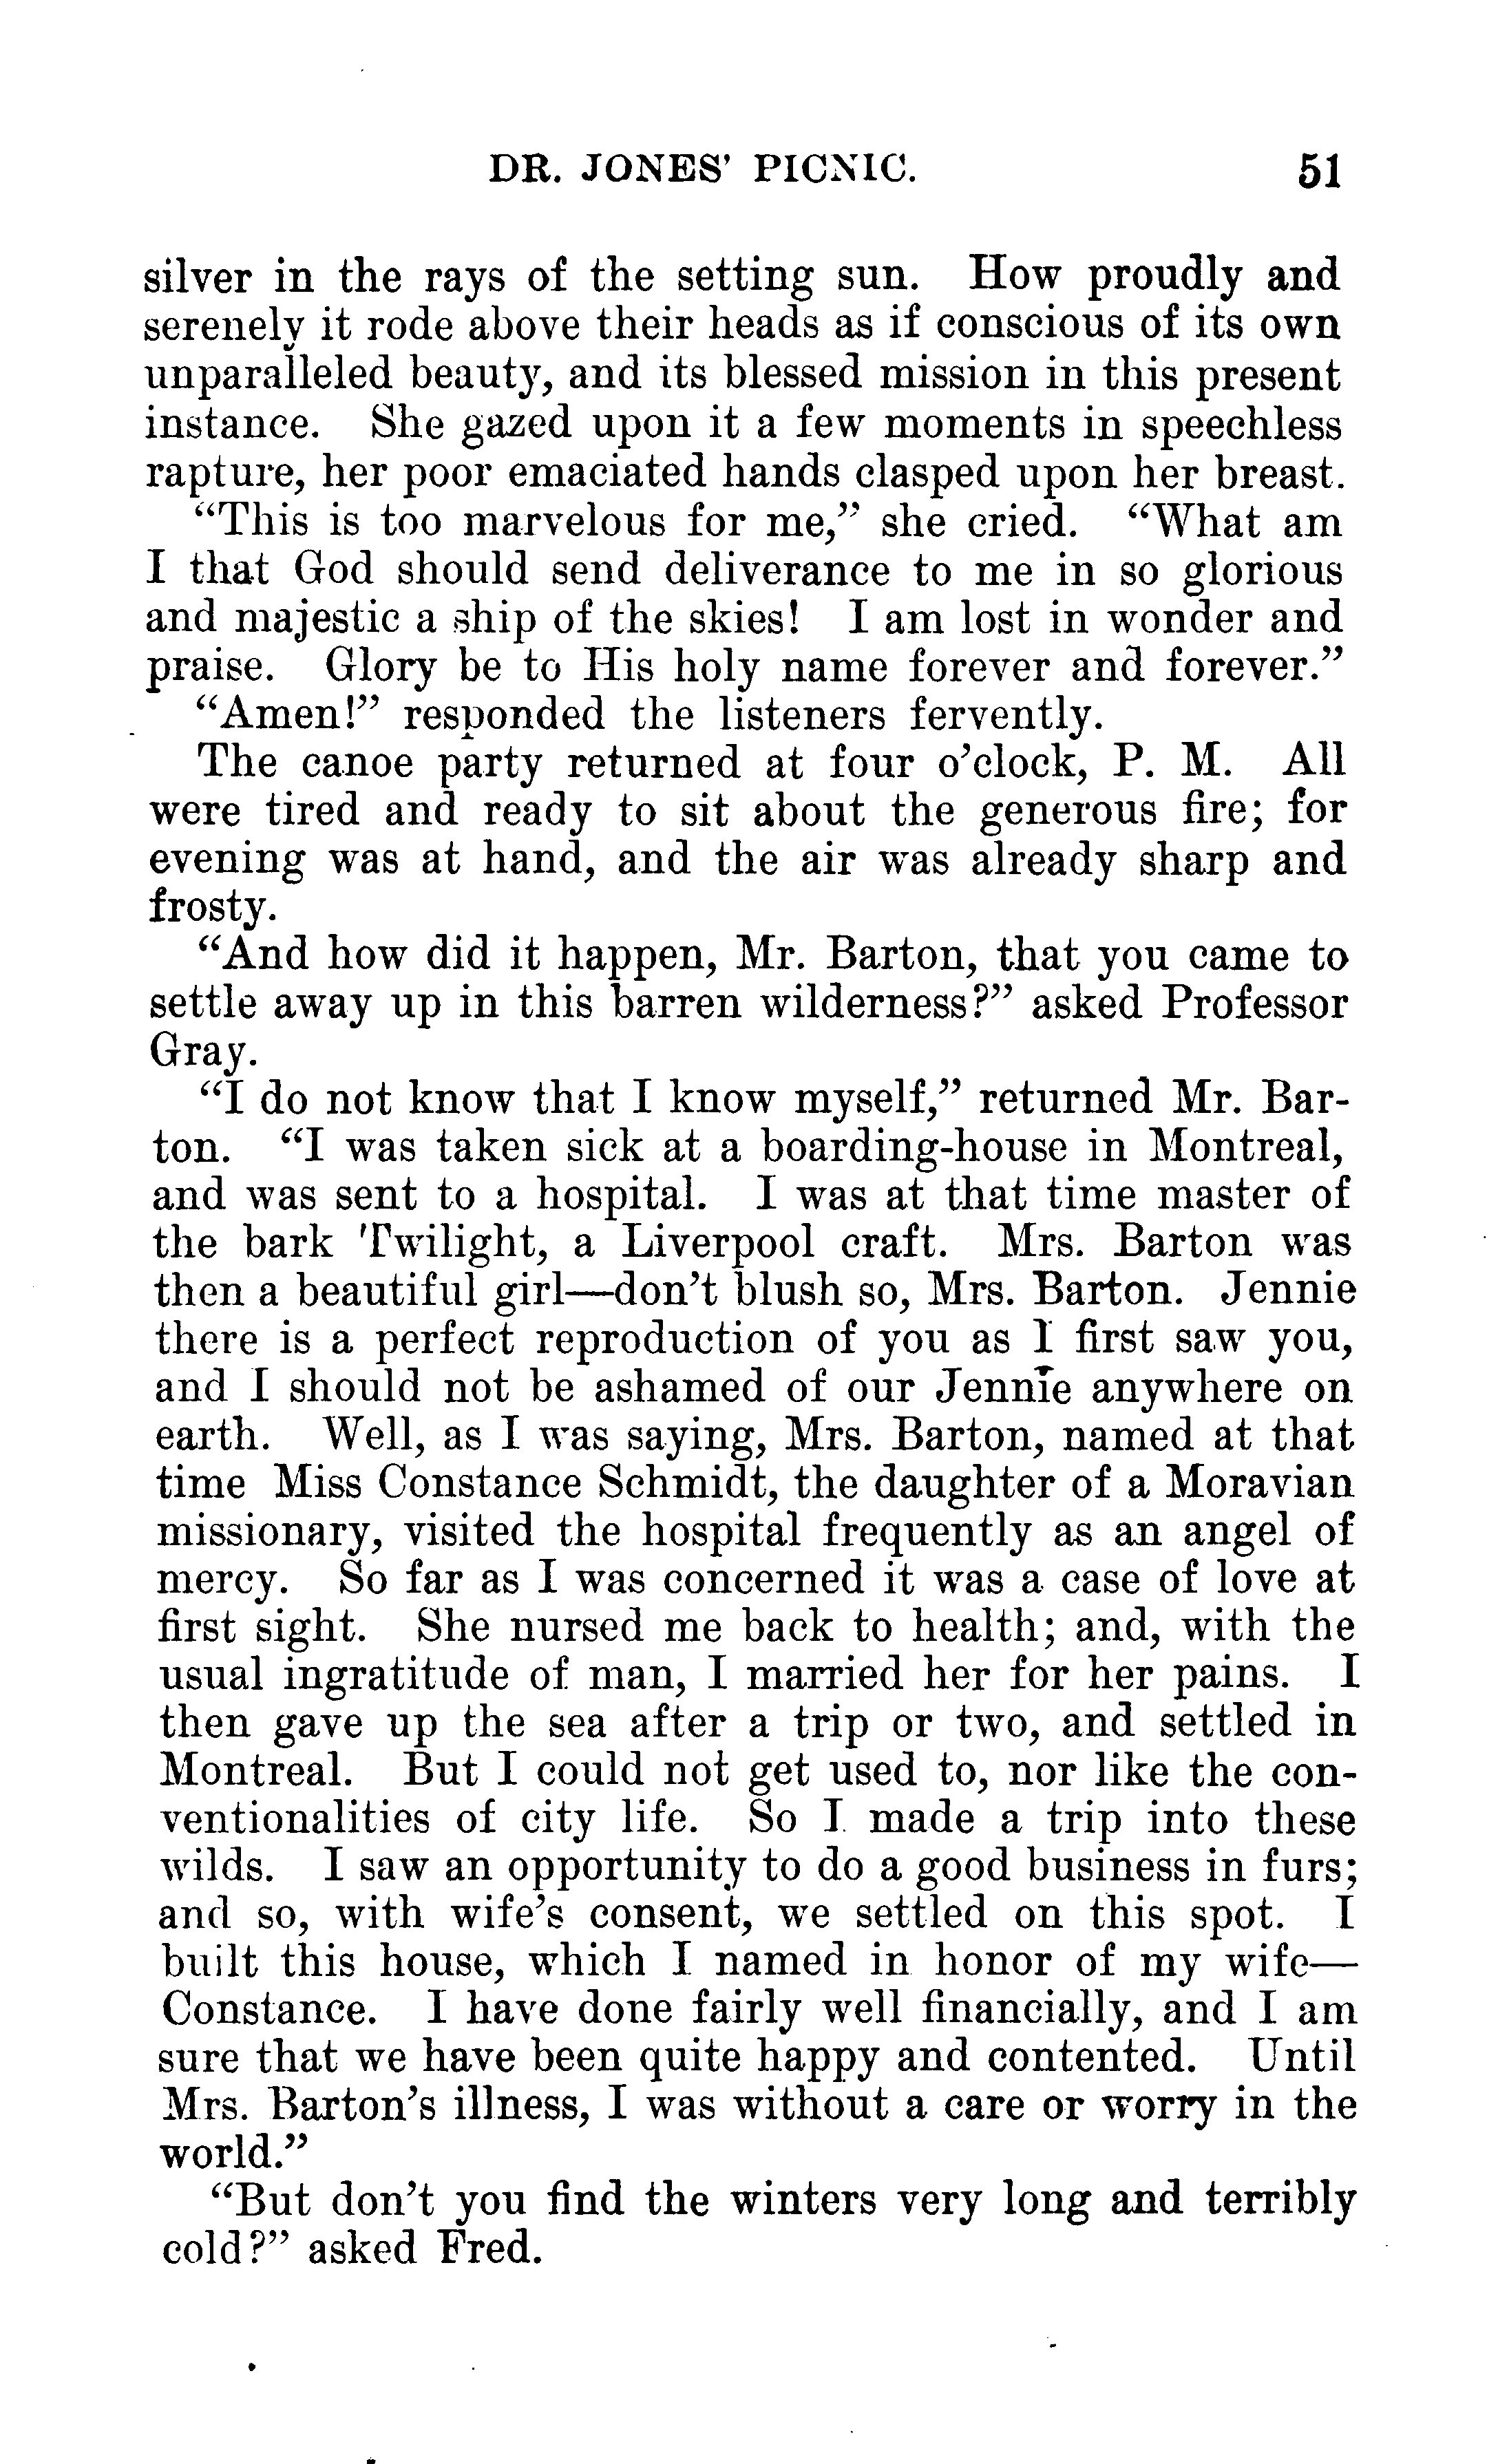 DR. JONES' PICNIC. 51
silver in the rays of the setting sun. How proudly and
serenely it rode above their heads as if conscious of its own
unparalleled beauty, and its blessed mission in this present
instance. She gazed upon it a few moments in speechless
rapture, her poor emaciated hands clasped upon her breast.
"This is too marvelous for me," she cried. "What am
I that God should send deliverance to me in so glorious
and majestic a ship of the skies! I am lost in wonder and
praise. Glory be to His holy name forever and forever."
"Amen!" responded the listeners fervently.
The canoe party returned at four o'clock, P. M. All
were tired and ready to sit about the generous fire; for
evening was at hand, and the air was already sharp and
frosty.
"And how did it happen, Mr. Barton, that you came to
settle away up in this barren wilderness?" asked Professor
Gray.
"I do not know that I know myself," returned Mr. Bar-
ton. "I was taken sick at a boarding-house in Montreal,
and was sent to a hospital. I was at that time master of
the bark Twilight, a Liverpool craft. Mrs. Barton was
then a beautiful girl—don't blush so, Mrs. Barton. Jennie
there is a perfect reproduction of you as I first saw you,
and I should not be ashamed of our Jennie anywhere on
earth. Well, as I was saying, Mrs. Barton, named at that
time Miss Constance Schmidt, the daughter of a Moravian
missionary, visited the hospital frequently as an angel of
mercy. So far as I was concerned it was a case of love at
first sight. She nursed me back to health; and, with the
usual ingratitude of man, I married her for her pains. I
then gave up the sea after a trip or two, and settled in
Montreal. But I could not get used to, nor like the con-
ventionalities of city life. So I made a trip into these
wilds. I saw an opportunity to do a good business in furs;
and so, with wife's consent, we settled on this spot. I
built this house, which I named in honor of my wife—
Constance. I have done fairly well financially, and I am
sure that we have been quite happy and contented. Until
Mrs. Barton's illness, I was without a care or worry in the
world."
"But don't you find the winters very long and terribly
cold?" asked Fred.